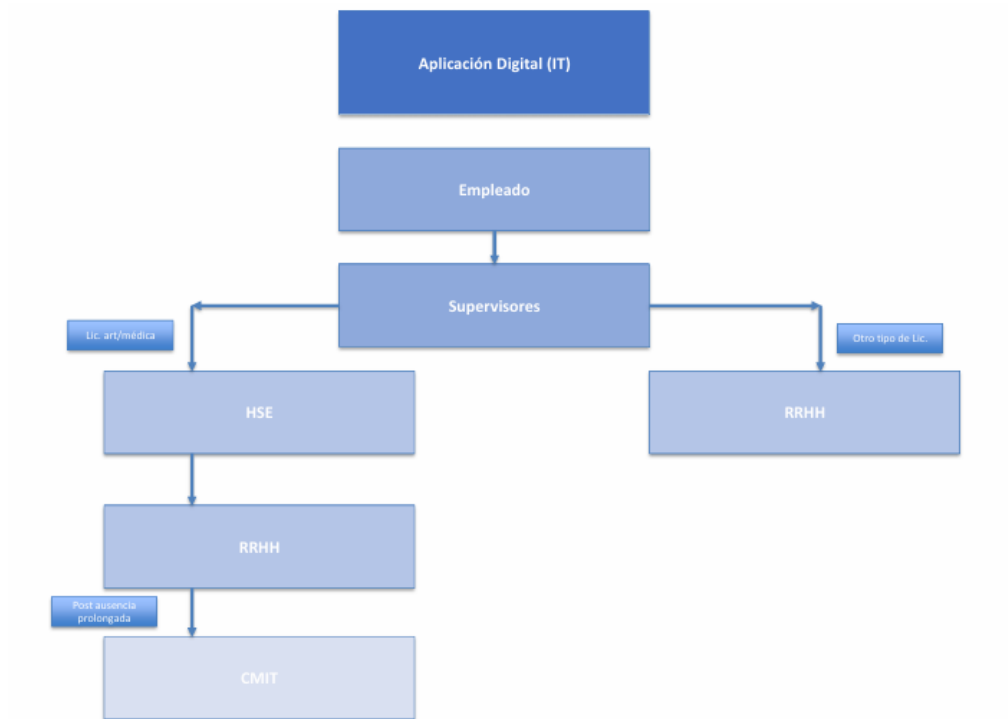 Aplicación Digital (IT)
Empleado
Supervisores
Lic. art/médica
Otro tipo de Lic.
HSE
RRHH
RRHH
Post ausencia
prolongada
CMIT